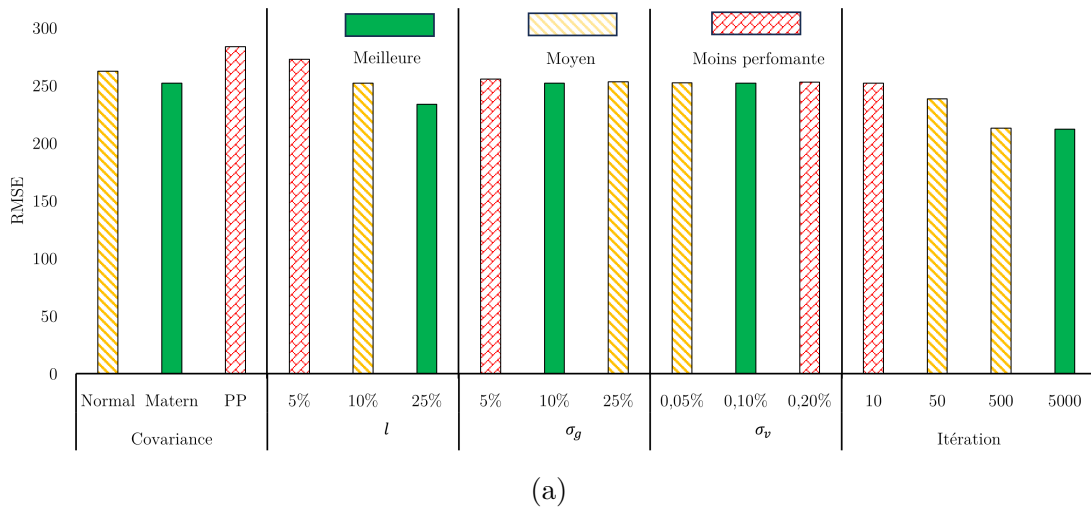 300
250
200
150
100
50
0
RMSE
Meilleure
Moyen
Moins perfomante
Normal Matern PP
5% 10% 25%
5% 10% 25%
0,05% 0,10% 0,20%
10 50 500 5000
Covariance
l
σg
σv
Itération
(a)